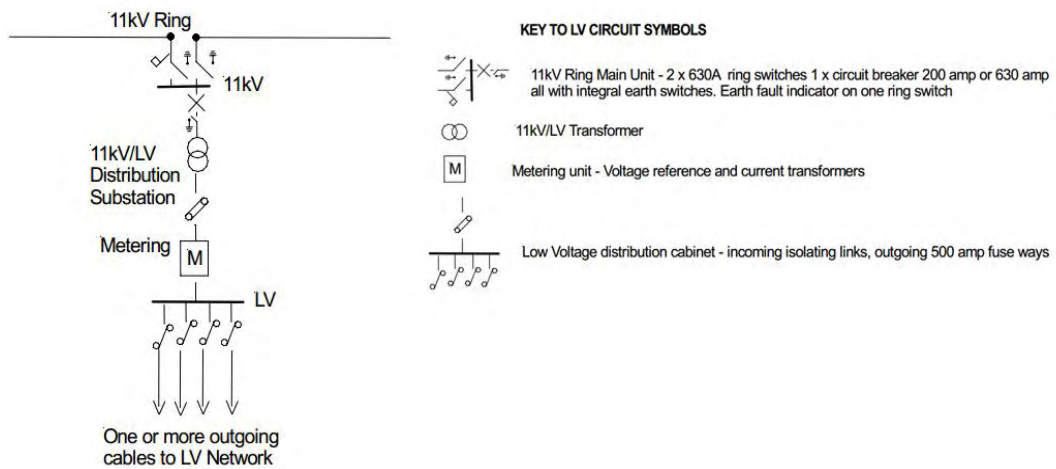 11kV Ring
11kV
11kV/LV
Distribution
Substation
Metering
M
LV
One or more outgoing
cables to LV Network
KEY TO LV CIRCUIT SYMBOLS
11kV Ring Main Unit - 2 x 630A ring switches 1 x circuit breaker 200 amp or 630 amp
all with integral earth switches. Earth fault indicator on one ring switch
11kV/LV Transformer
M
Metering unit - Voltage reference and current transformers
Low Voltage distribution cabinet - incoming isolating links, outgoing 500 amp fuse ways